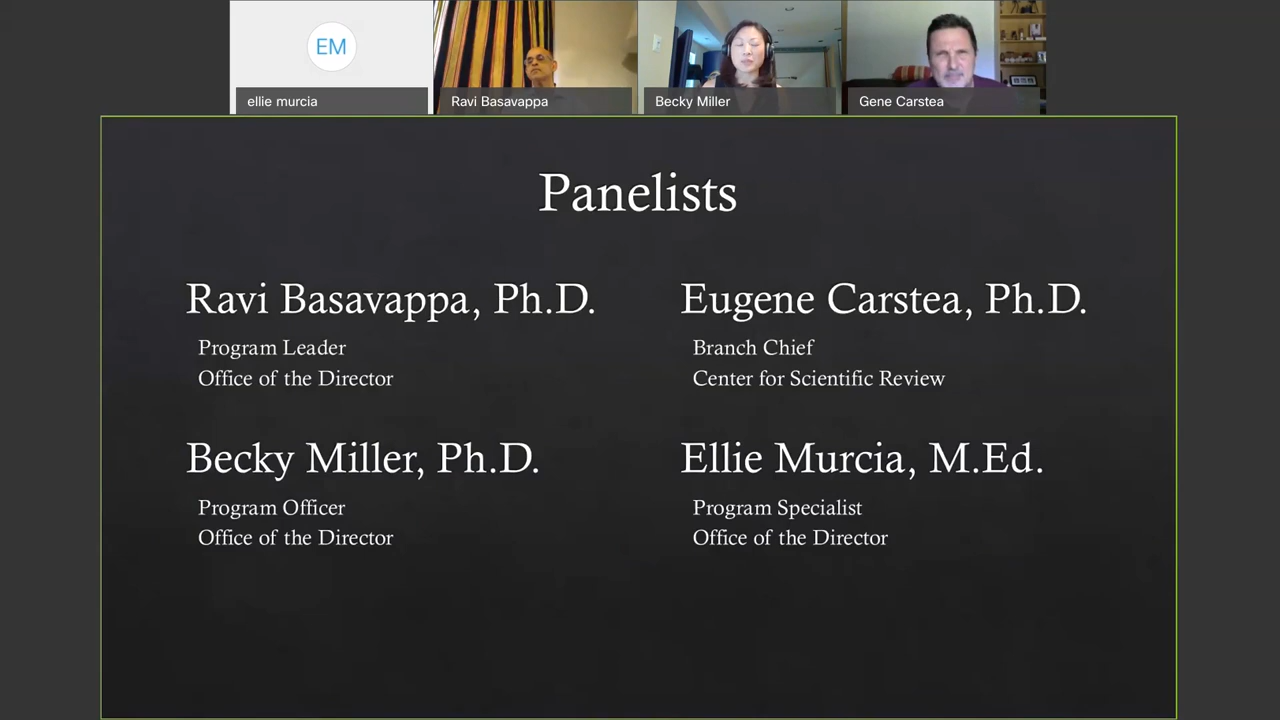 EM
ellie murcia
Ravi Basavappa
Becky Miller
Gene Carstea
Panelists
Ravi Basavappa, Ph.D.
Program Leader
Office of the Director
Eugene Carstea, Ph.D.
Branch Chief
Center for Scientific Review
Becky Miller, Ph.D.
Program Officer
Office of the Director
Ellie Murcia, M.Ed.
Program Specialist
Office of the Director